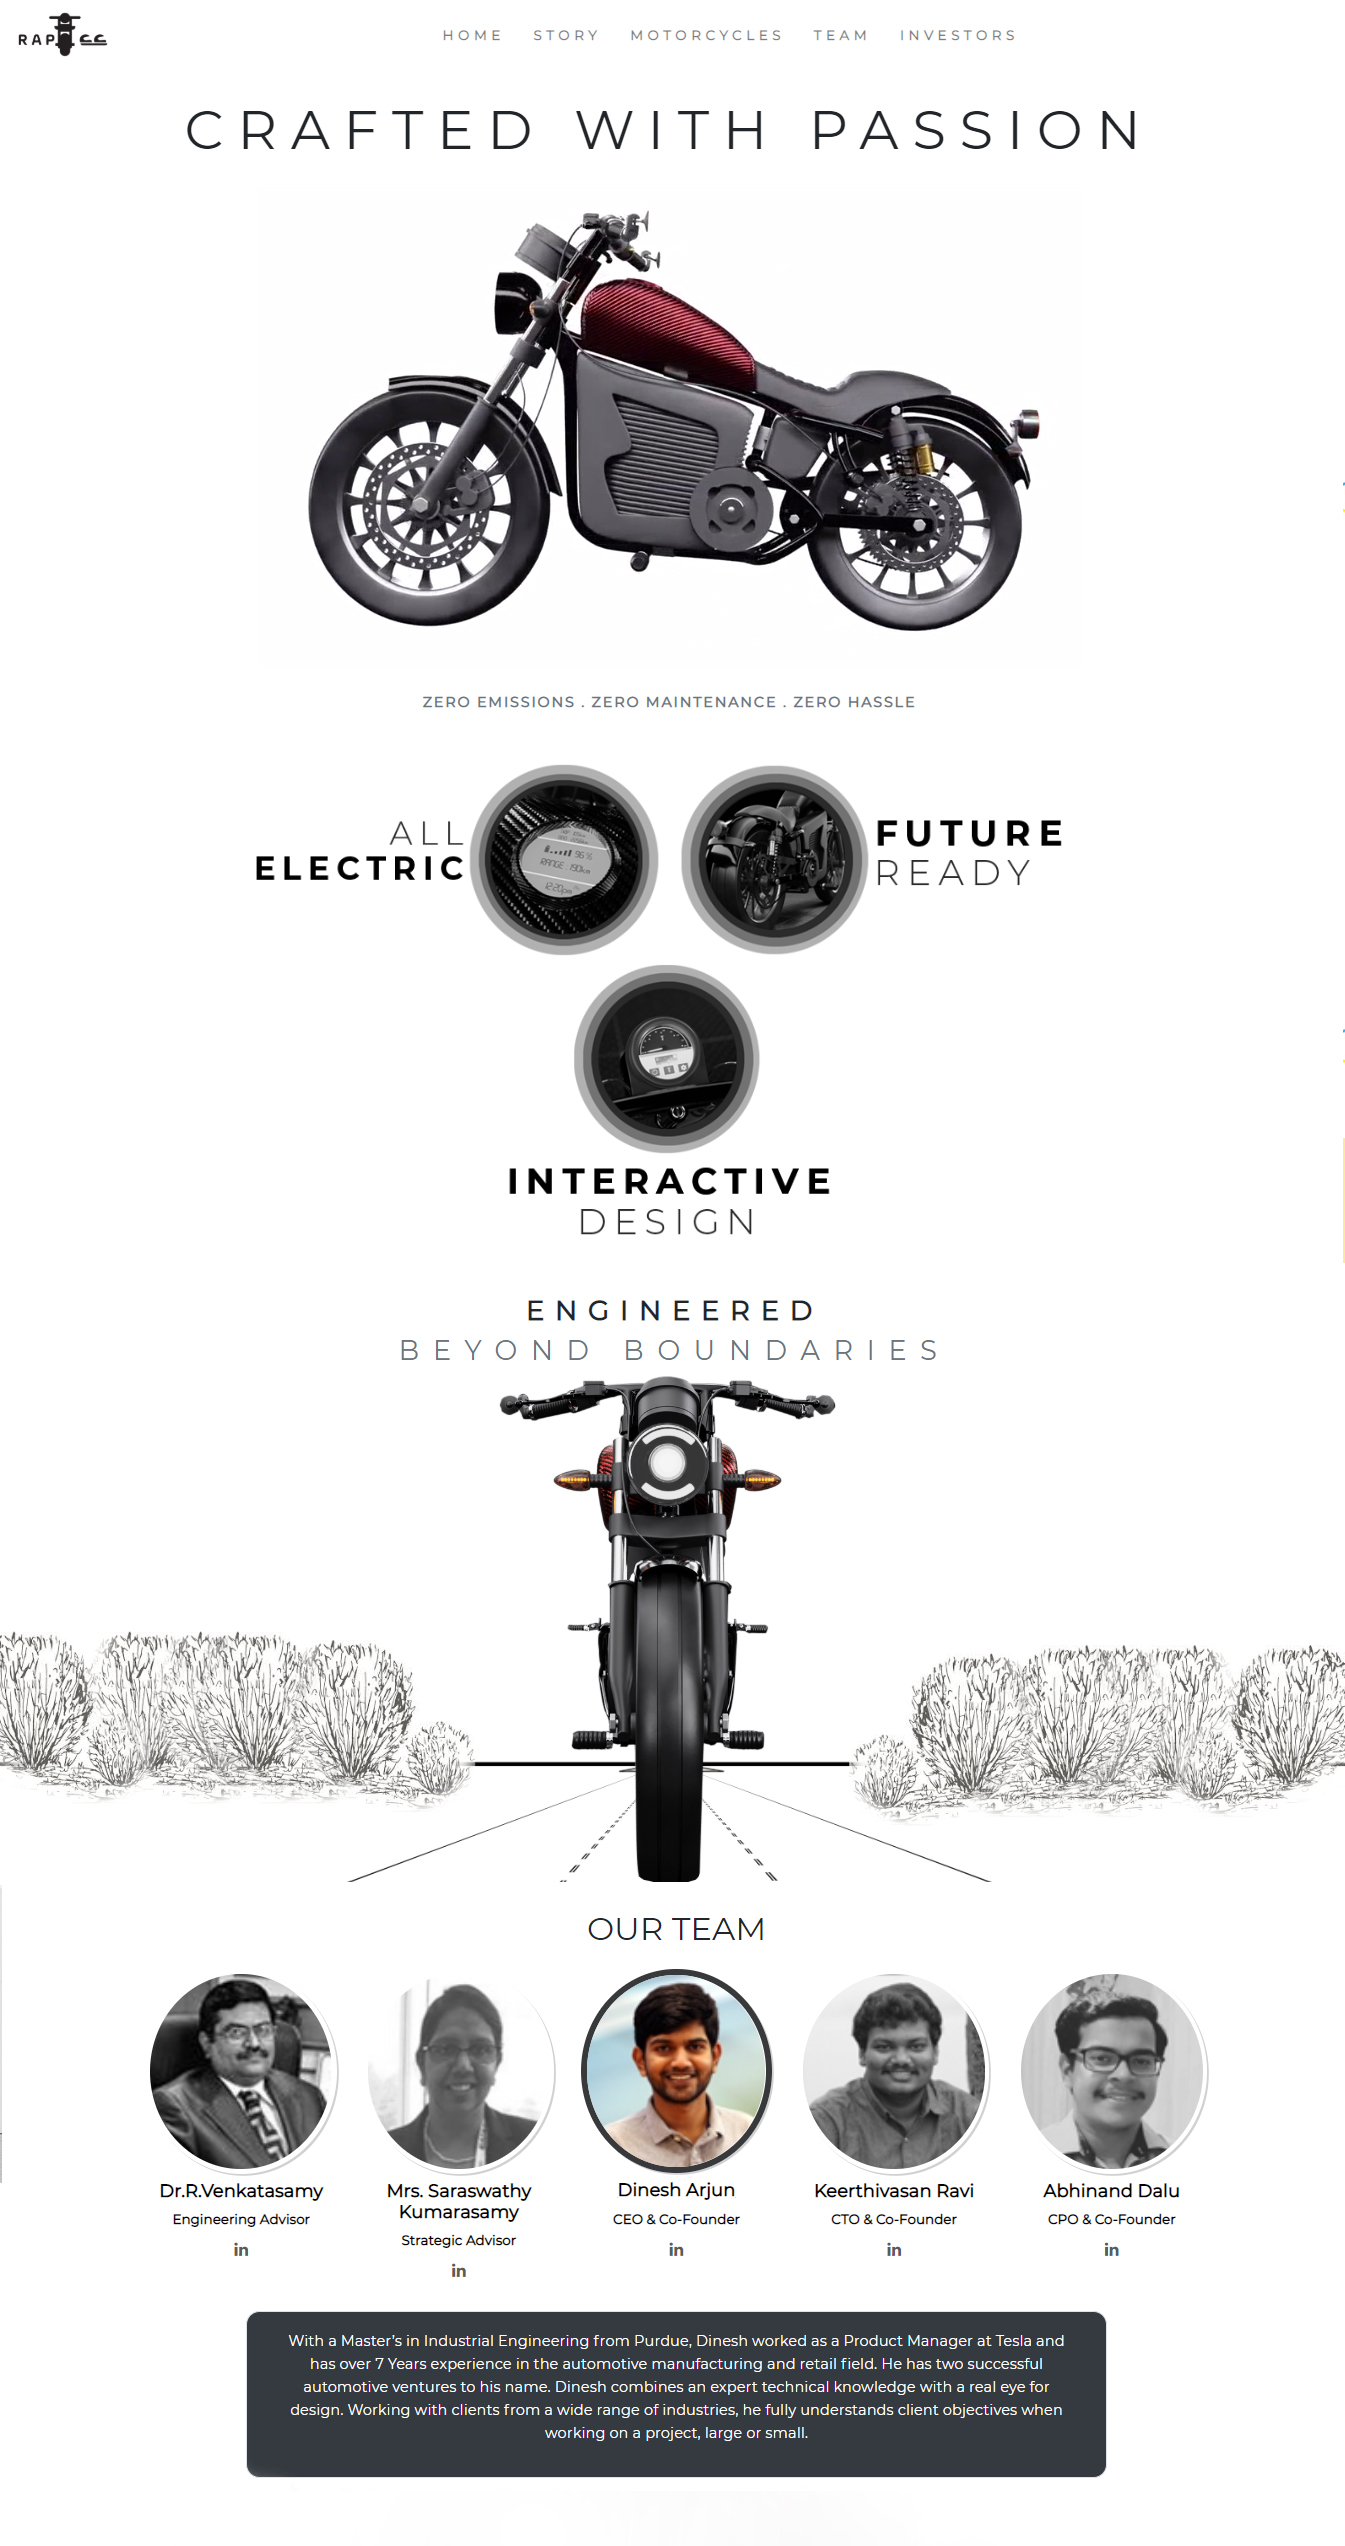 RAP
HOME STORY MOTORCYCLES TEAM INVESTORS
CRAFTED WITH PASSION
ZERO EMISSIONS . ZERO MAINTENANCE . ZERO HASSLE
ALL
ELECTRIC
96 %
RANGE 190km
12:20pm
FUTURE
READY
INTERACTIVE
DESIGN
ENGINEERED
BEYOND BOUNDARIES
OUR TEAM
Dr.R.Venkatasamy
Engineering Advisor
in
Mrs. Saraswathy
Kumarasamy
Strategic Advisor
in
Dinesh Arjun
CEO & Co-Founder
in
Keerthivasan Ravi
CTO & Co-Founder
in
Abhinand Dalu
CPO & Co-Founder
in
With a Master's in Industrial Engineering from Purdue, Dinesh worked as a Product Manager at Tesla and
has over 7 Years experience in the automotive manufacturing and retail field. He has two successful
automotive ventures to his name. Dinesh combines an expert technical knowledge with a real eye for
design. Working with clients from a wide range of industries, he fully understands client objectives when
working on a project, large or small.